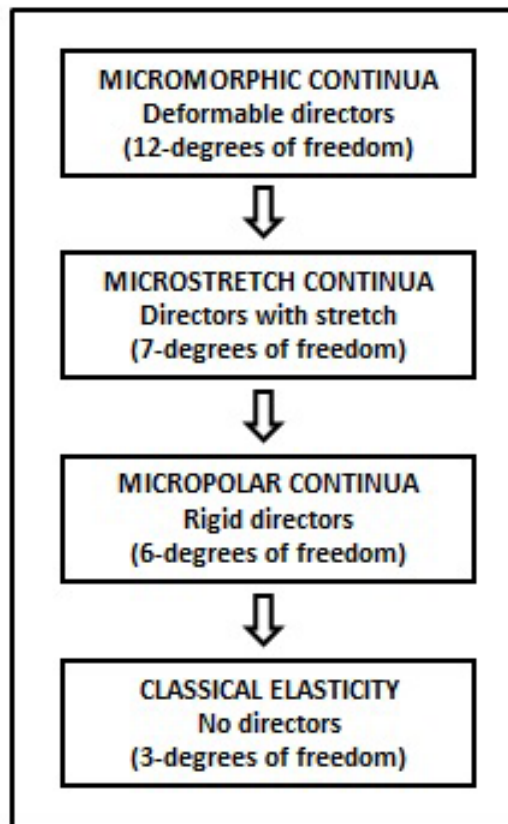 MICROMORPHIC CONTINUA
Deformable directors
(12-degrees of freedom)
MICROSTRETCH CONTINUA
Directors with stretch
(7-degrees of freedom)
MICROPOLAR CONTINUA
Rigid directors
(6-degrees of freedom)
CLASSICAL ELASTICITY
No directors
(3-degrees of freedom)